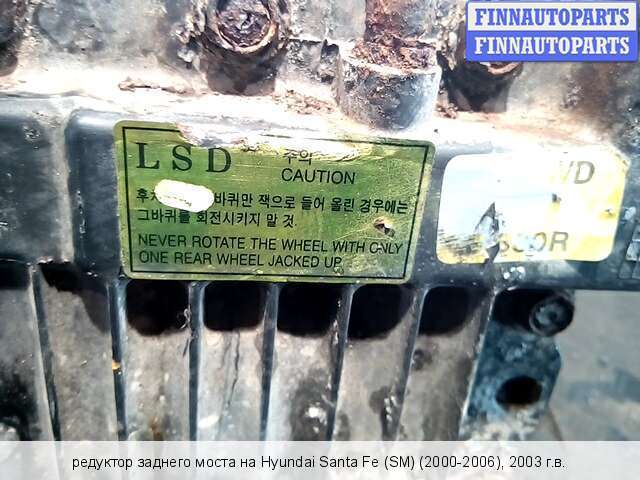 FINNAUTOPARTS
FINNAUTOPARTS
LSD 주의
CAUTION
바퀴만 잭으로 들어 올린 경우에는
그바퀴를 회전시키지 말 것.
NEVER ROTATE THE WHEEL WITH ONLY
ONE REAR WHEEL JACKED UP
редуктор заднего моста на Hyundai Santa Fe (SM) (2000-2006), 2003 г.в.